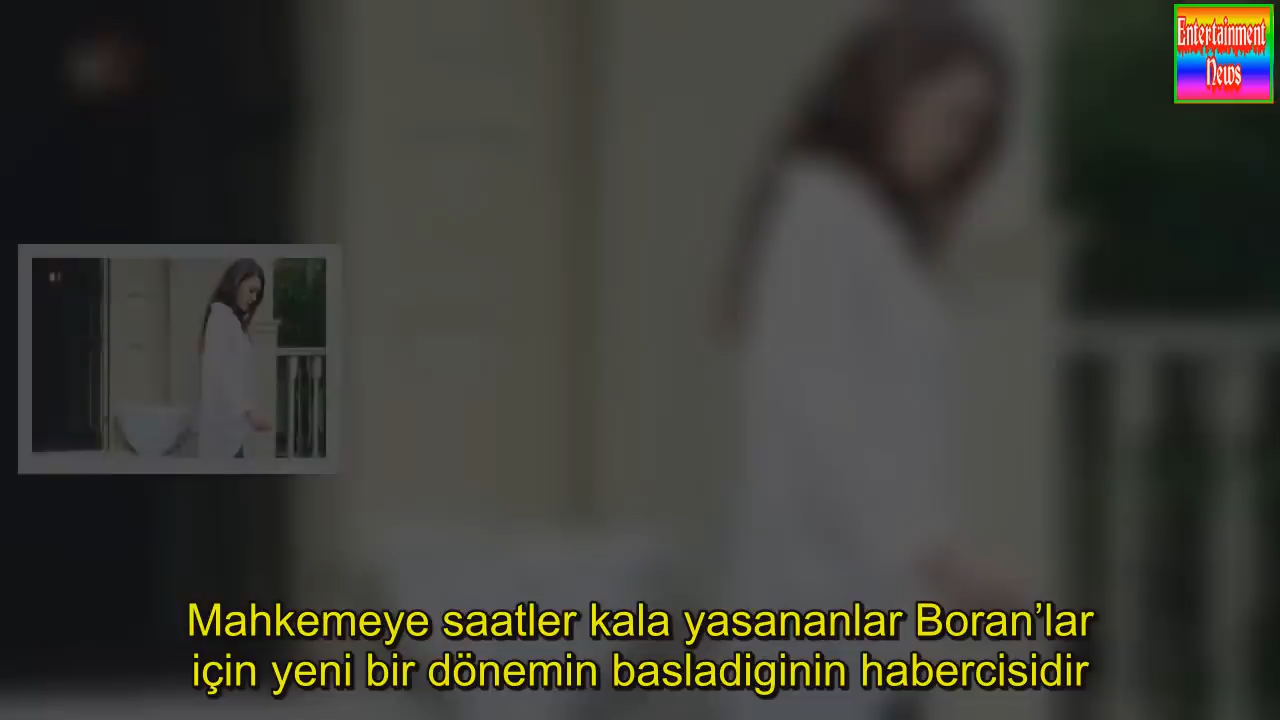 Entertainment
News
Mahkemeye saatler kala yasananlar Boran’lar
için yeni bir dönemin basladiginin habercisidir